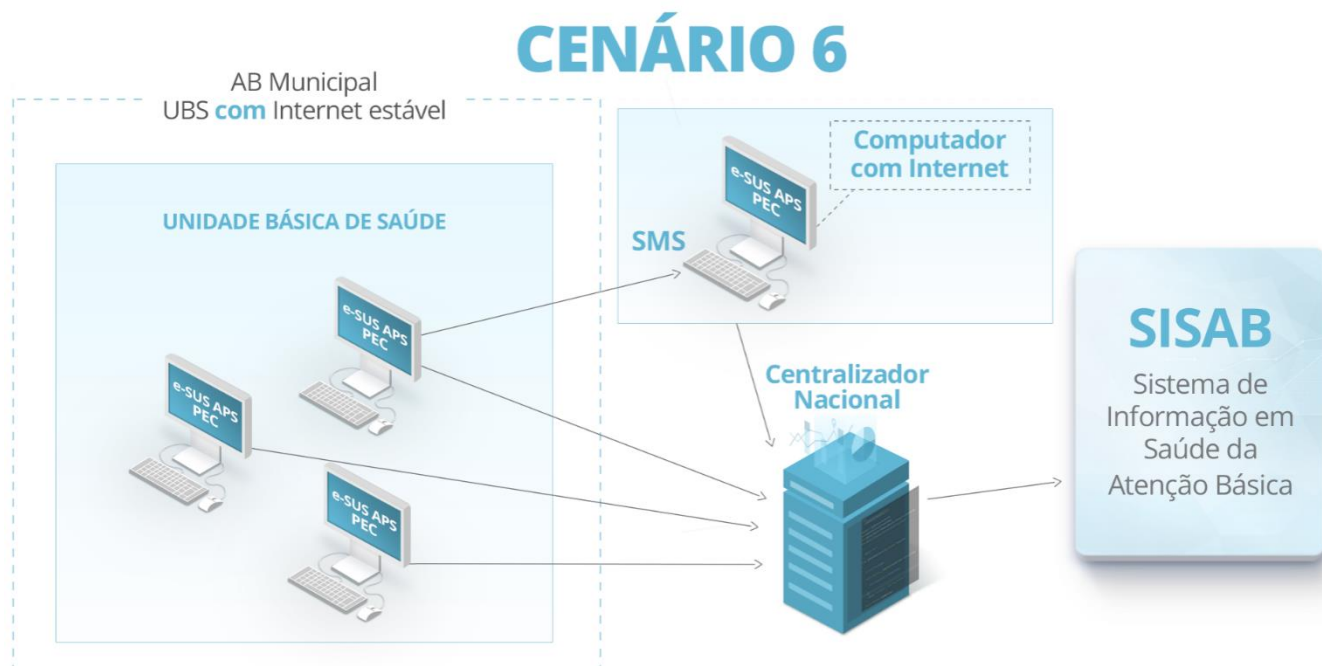 CENÁRIO 6
AB Municipal
UBS com Internet estável
UNIDADE BÁSICA DE SAÚDE
e-SUS APS
PEC
e-SUS APS
PEC
e-SUS APS
PEC
Computador
com Internet
e-SUS APS
PEC
SMS
Centralizador
Nacional
SISAB
Sistema de
Informação em
Saúde da
Atenção Básica